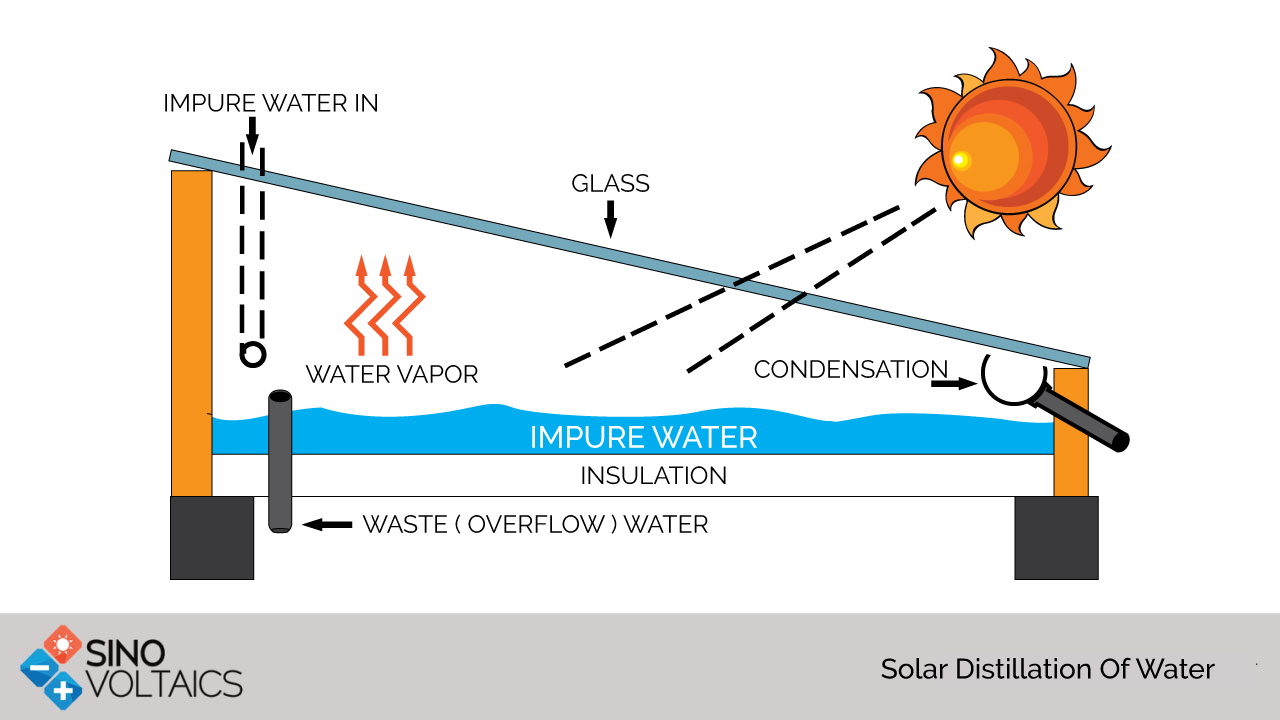 IMPURE WATER IN
GLASS
WATER VAPOR
CONDENSATION
IMPURE WATER
INSULATION
WASTE ( OVERFLOW ) WATER
SINO
VOLTAICS
Solar Distillation Of Water